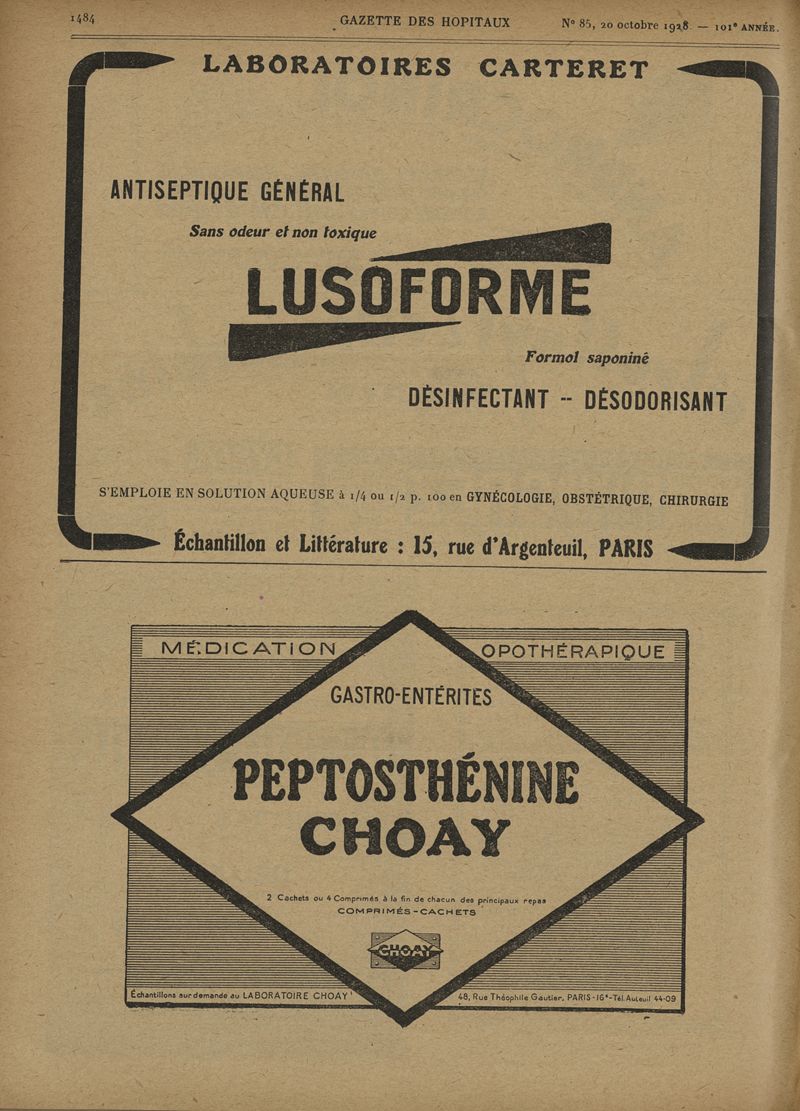 1484
GAZETTE DES HOPITAUX
Nº 85, 20 octobre 1928. — 101e ANNÉE.
LABORATOIRES CARTERET
ANTISEPTIQUE GÉNÉRAL
Sans odeur et non toxique
LUSOFORME
Formol saponiné
DÉSINFECTANT -- DÉSODORISANT
S'EMPLOIE EN SOLUTION AQUEUSE à 1/4 ou 1/2 p. 100 en GYNÉCOLOGIE, OBSTÉTRIQUE, CHIRURGIE
Échantillon et Littérature : 15, rue d'Argenteuil, PARIS
MÉDICATION OPOTHÉRAPIQUE
GASTRO-ENTÉRITES
PEPTOSTHÉNINE
CHOAY
2 Cachets ou 4 Comprimés à la fin de chacun des principaux repas
COMPRIMÉS-CACHETS
CHOAY
Échantillons sur demande au LABORATOIRE CHOAY
48, Rue Théophile Gautier, PARIS-16e-Tél. Auteuil 44-09